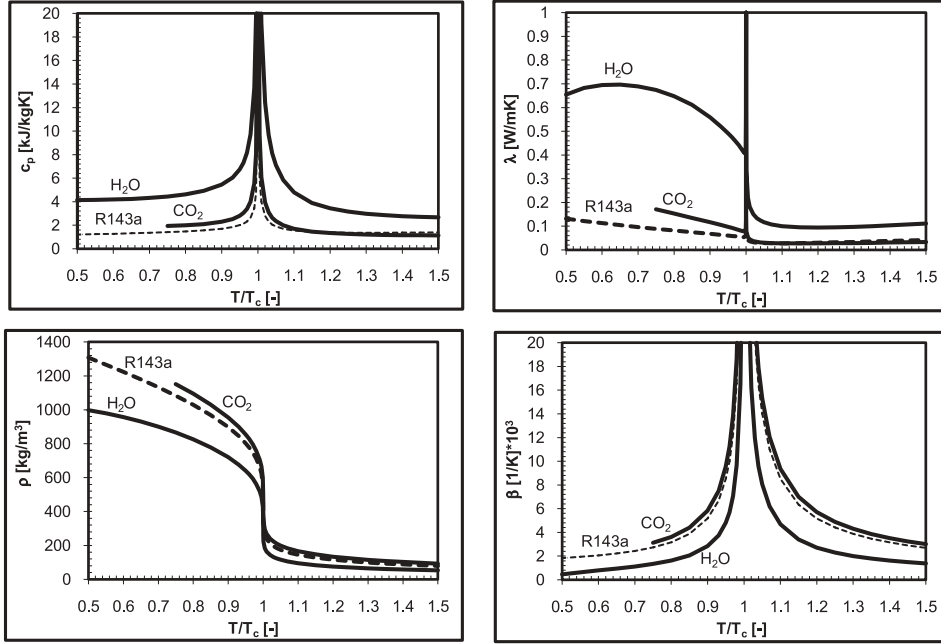 20
18
16
14
12
10
8
6
4
2
0
c_p [kJ/kgK]
H₂O
R143a
CO₂
0.5 0.6 0.7 0.8 0.9 1 1.1 1.2 1.3 1.4 1.5
T/T_c [-]
1
0.9
0.8
0.7
0.6
0.5
0.4
0.3
0.2
0.1
0
λ [W/mK]
H₂O
R143a
CO₂
0.5 0.6 0.7 0.8 0.9 1 1.1 1.2 1.3 1.4 1.5
T/T_c [-]
1400
1200
1000
800
600
400
200
0
ρ [kg/m³]
R143a
CO₂
H₂O
0.5 0.6 0.7 0.8 0.9 1 1.1 1.2 1.3 1.4 1.5
T/T_c [-]
20
18
16
14
12
10
8
6
4
2
0
β [1/K]*10³
CO₂
R143a
H₂O
0.5 0.6 0.7 0.8 0.9 1 1.1 1.2 1.3 1.4 1.5
T/T_c [-]